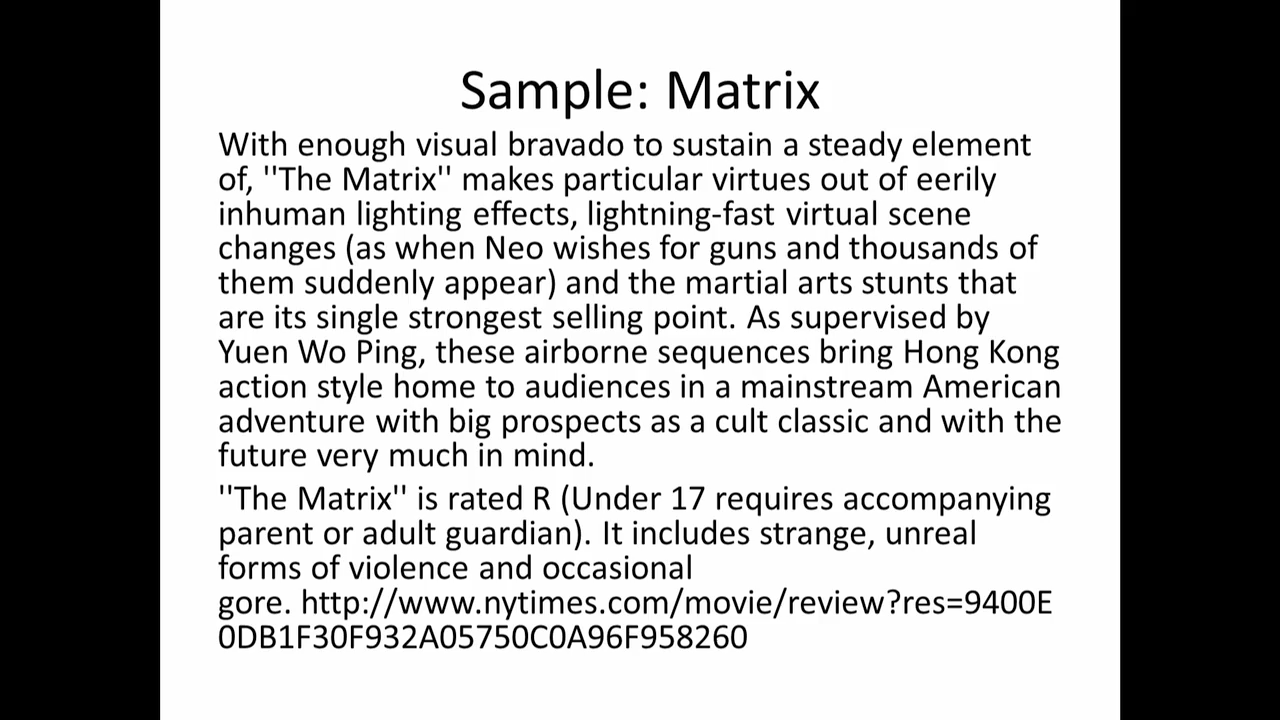 Sample: Matrix
With enough visual bravado to sustain a steady element
of, ''The Matrix'' makes particular virtues out of eerily
inhuman lighting effects, lightning-fast virtual scene
changes (as when Neo wishes for guns and thousands of
them suddenly appear) and the martial arts stunts that
are its single strongest selling point. As supervised by
Yuen Wo Ping, these airborne sequences bring Hong Kong
action style home to audiences in a mainstream American
adventure with big prospects as a cult classic and with the
future very much in mind.
''The Matrix'' is rated R (Under 17 requires accompanying
parent or adult guardian). It includes strange, unreal
forms of violence and occasional
gore. http://www.nytimes.com/movie/review?res=9400E
0DB1F30F932A05750C0A96F958260